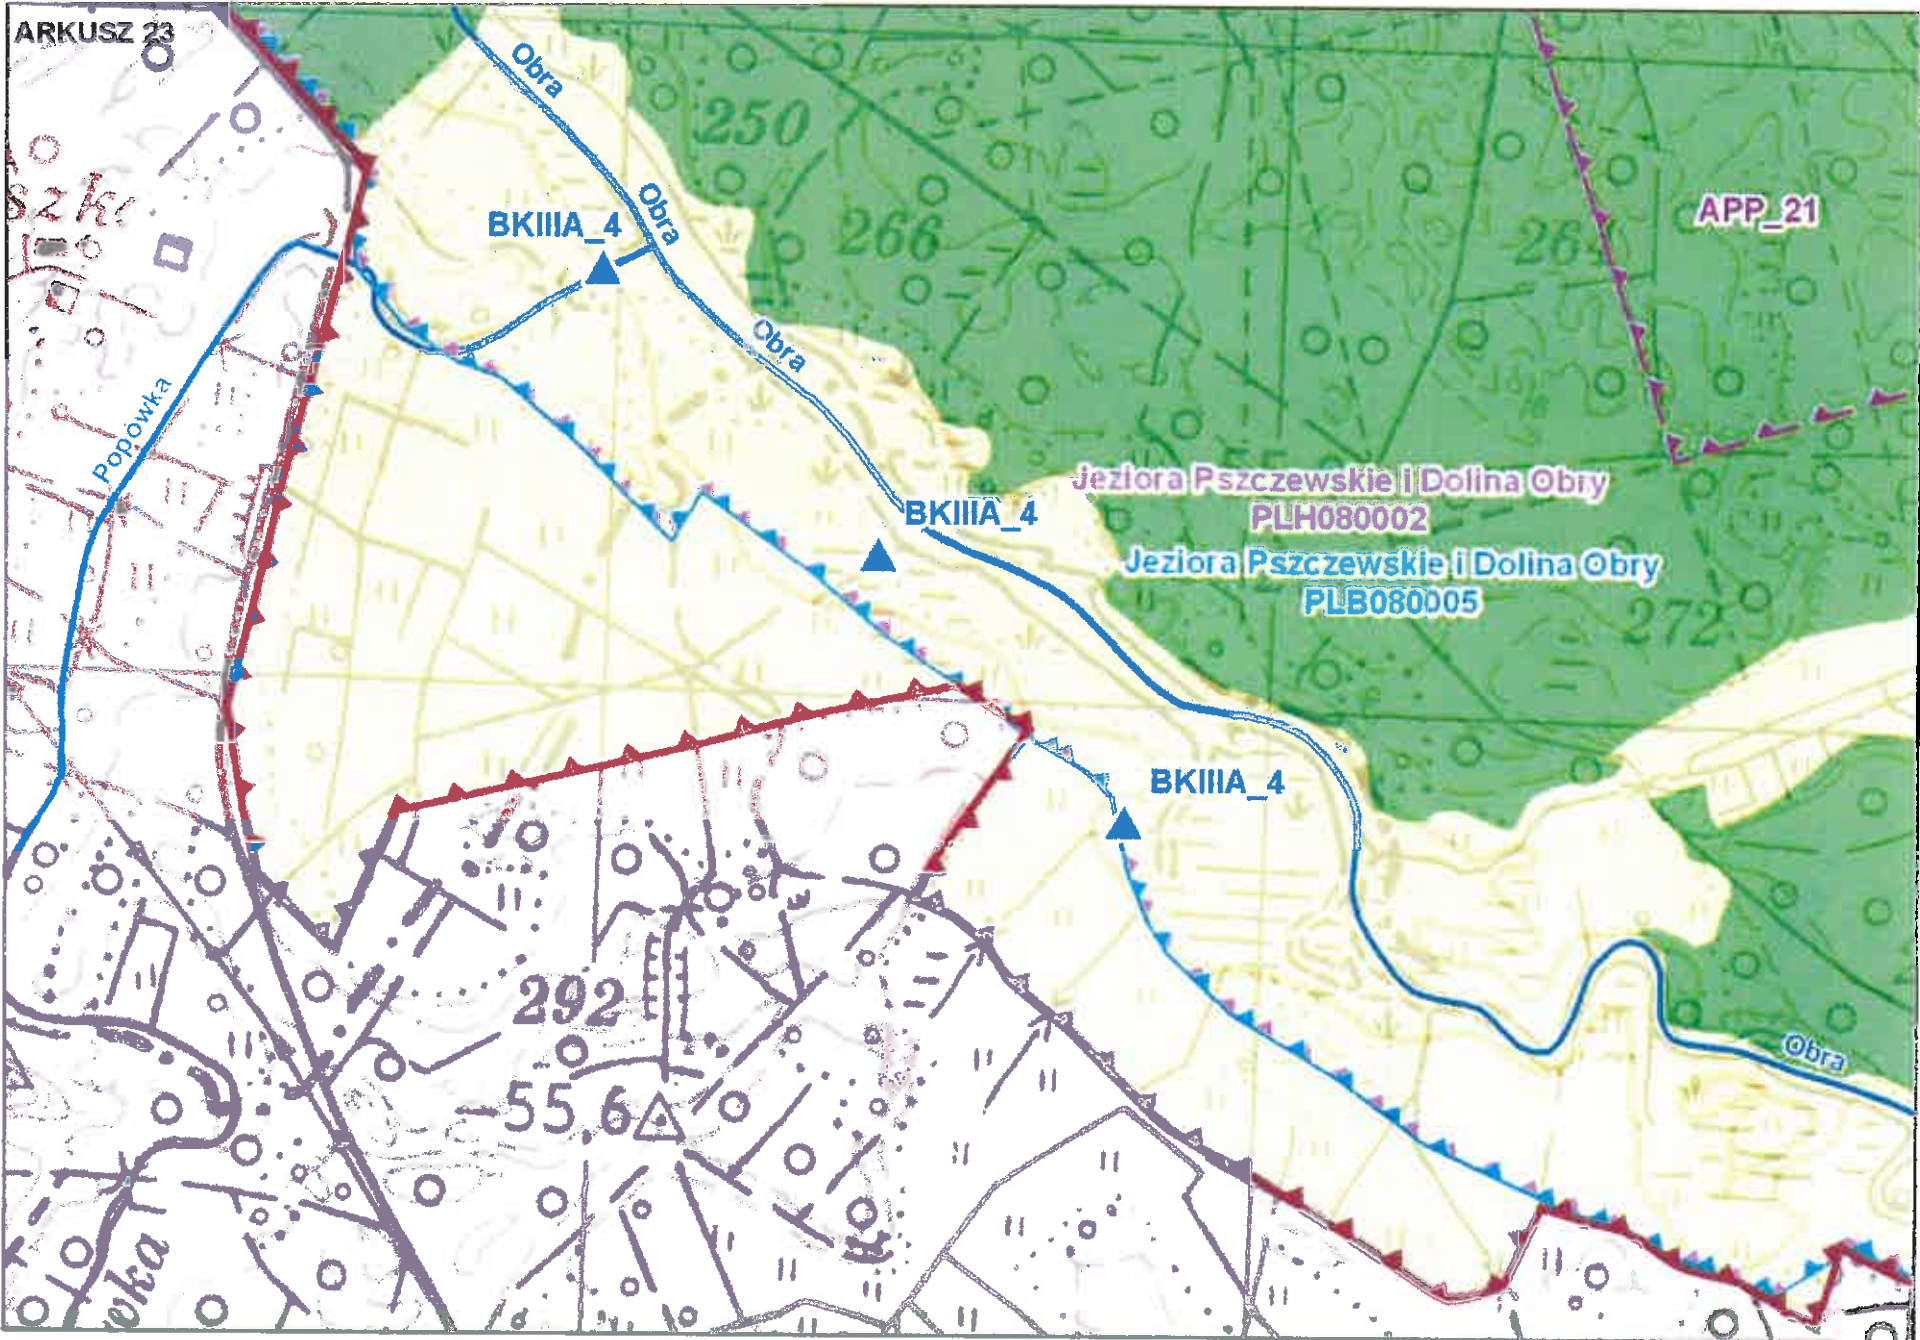 ARKUSZ 23
Obra
250
BKIIIA_4
Obra
266
APP_21
Obra
Popówka
Jeziora Pszczewskie i Dolina Obry
PLH080002
BKIIIA_4
Jeziora Pszczewskie i Dolina Obry
PLB080005
272
BKIIIA_4
292
55,6
Obra
wka